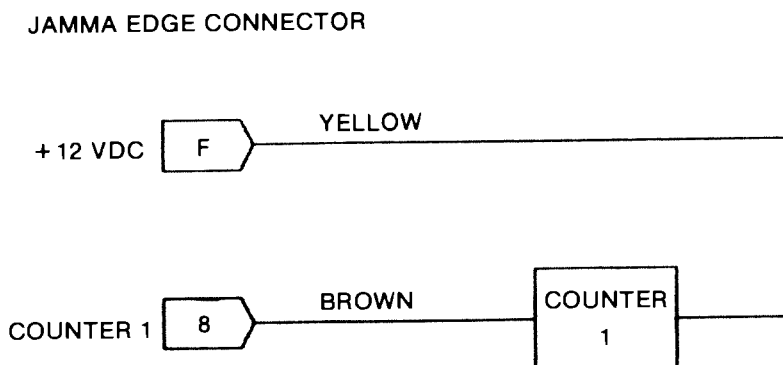 JAMMA EDGE CONNECTOR
+12 VDC F YELLOW
COUNTER 1 8 BROWN COUNTER 1